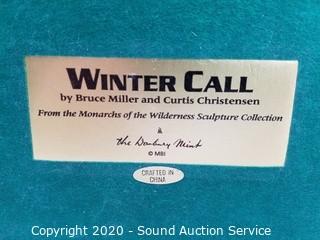 WINTER CALL
by Bruce Miller and Curtis Christensen
From the Monarchs of the Wilderness Sculpture Collection
the Danbury Mint
© MBI
CRAFTED IN
CHINA
Copyright 2020 - Sound Auction Service